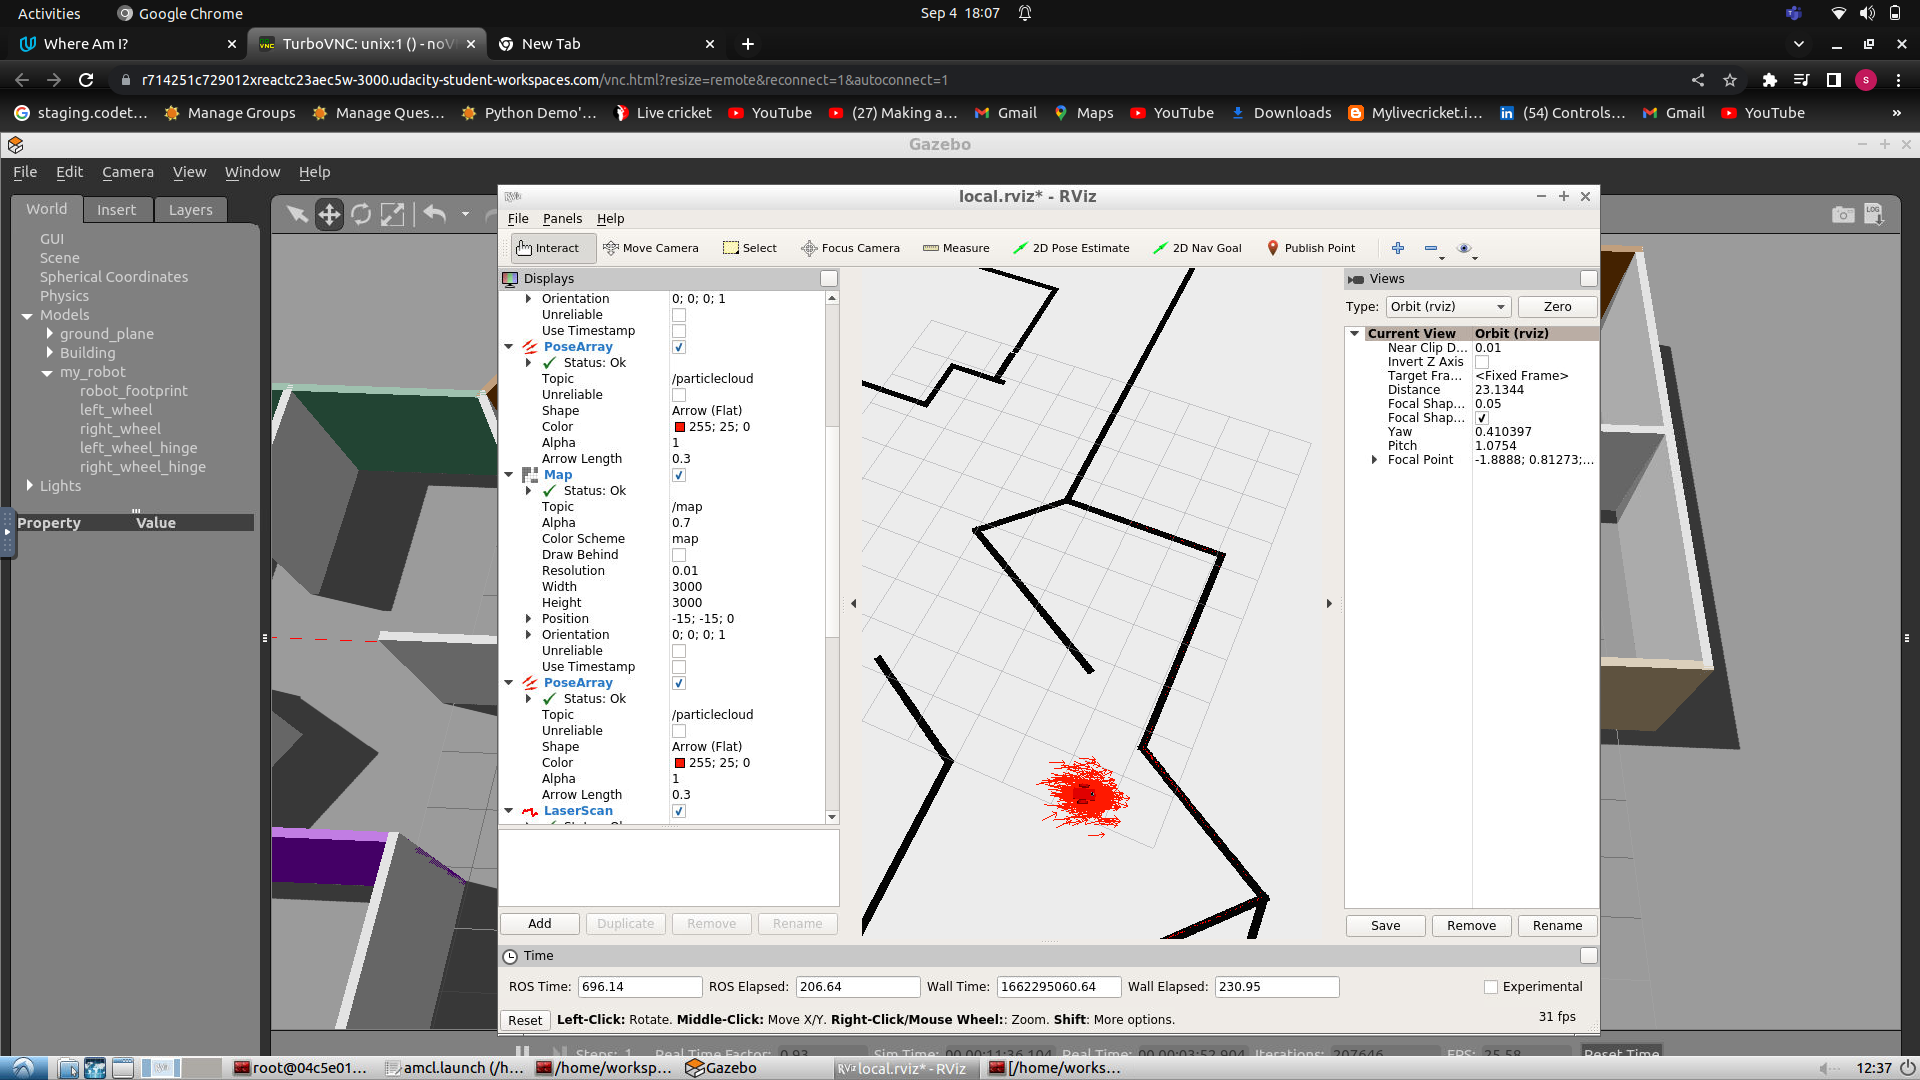 Activities
Google Chrome
Sep 4 18:07
Where Am I?
TurboVNC: unix:1 () - noV
New Tab
r714251c729012xreactc23aec5w-3000.udacity-student-workspaces.com/vnc.html?resize=remote&reconnect=1&autoconnect=1
S
staging.codet...
Manage Groups
Manage Ques...
Python Demo'...
Live cricket
YouTube
(27) Making a...
Gmail
Maps
YouTube
Downloads
Mylivecricket.i...
(54) Controls...
Gmail
YouTube
»
Gazebo
File Edit Camera View Window Help
World Insert Layers
GUI
Scene
Spherical Coordinates
Physics
Models
ground_plane
Building
my_robot
robot_footprint
left_wheel
right_wheel
left_wheel_hinge
right_wheel_hinge
Lights
Property Value
LOG
local.rviz* - RViz
File Panels Help
Interact
Move Camera
Select
Focus Camera
Measure
2D Pose Estimate
2D Nav Goal
Publish Point
Displays
Orientation 0; 0; 0; 1
Unreliable
Use Timestamp
PoseArray
Status: Ok
Topic /particlecloud
Unreliable
Shape Arrow (Flat)
Color 255; 25; 0
Alpha 1
Arrow Length 0.3
Map
Status: Ok
Topic /map
Alpha 0.7
Color Scheme map
Draw Behind
Resolution 0.01
Width 3000
Height 3000
Position -15; -15; 0
Orientation 0; 0; 0; 1
Unreliable
Use Timestamp
PoseArray
Status: Ok
Topic /particlecloud
Unreliable
Shape Arrow (Flat)
Color 255; 25; 0
Alpha 1
Arrow Length 0.3
LaserScan
Add Duplicate Remove Rename
Views
Type: Orbit (rviz) Zero
Current View Orbit (rviz)
Near Clip D... 0.01
Invert Z Axis
Target Fra... <Fixed Frame>
Distance 23.1344
Focal Shap... 0.05
Focal Shap...
Yaw 0.410397
Pitch 1.0754
Focal Point -1.8888; 0.81273;...
Save Remove Rename
Time
ROS Time: 696.14 ROS Elapsed: 206.64 Wall Time: 1662295060.64 Wall Elapsed: 230.95 Experimental
Reset Left-Click: Rotate. Middle-Click: Move X/Y. Right-Click/Mouse Wheel:: Zoom. Shift: More options.
31 fps
Steps: 1 Real Time Factor: 0.93 Sim Time: Real Time: Iterations: 207646 FPS: 25.58 Reset Time
root@04c5e01...
amcl.launch (/h...
/home/worksp...
Gazebo
local.rviz* - RViz
[/home/works...
12:37